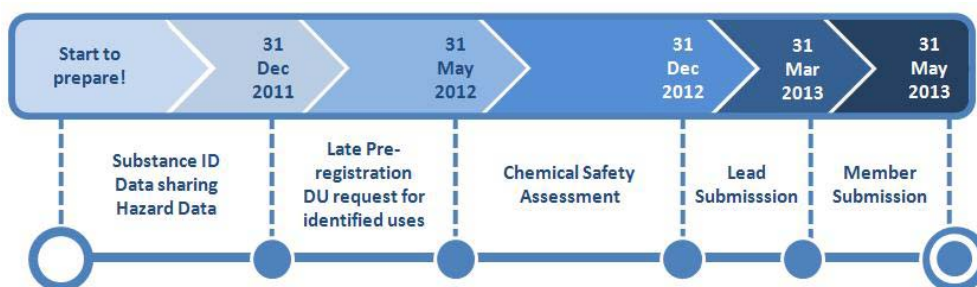 Start to
prepare!
31
Dec
2011
31
May
2012
31
Dec
2012
31
Mar
2013
31
May
2013
Substance ID
Data sharing
Hazard Data
Late Pre-
registration
DU request for
identified uses
Chemical Safety
Assessment
Lead
Submisssion
Member
Submission